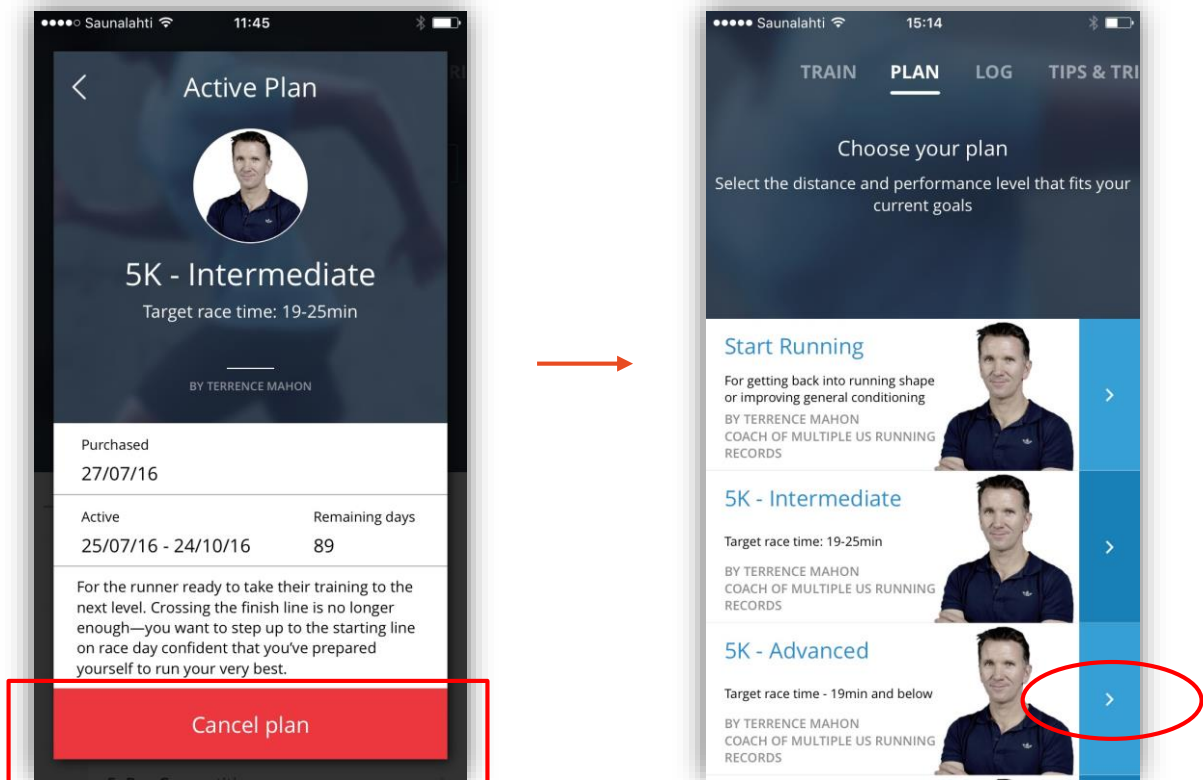 Saunalahti 11:45
Active Plan
5K - Intermediate
Target race time: 19-25min
BY TERRENCE MAHON
Purchased
27/07/16
Active Remaining days
25/07/16 - 24/10/16 89
For the runner ready to take their training to the
next level. Crossing the finish line is no longer
enough—you want to step up to the starting line
on race day confident that you've prepared
yourself to run your very best.
Cancel plan
Saunalahti 15:14
TRAIN PLAN LOG TIPS & TRI
Choose your plan
Select the distance and performance level that fits your
current goals
Start Running
For getting back into running shape
or improving general conditioning
BY TERRENCE MAHON
COACH OF MULTIPLE US RUNNING
RECORDS
5K - Intermediate
Target race time: 19-25min
BY TERRENCE MAHON
COACH OF MULTIPLE US RUNNING
RECORDS
5K - Advanced
Target race time - 19min and below
BY TERRENCE MAHON
COACH OF MULTIPLE US RUNNING
RECORDS